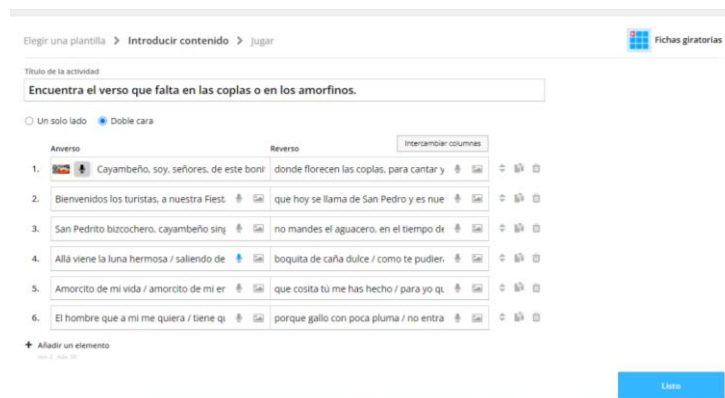 Elegir una plantilla > Introducir contenido > Jugar
Fichas giratorias
Título de la actividad
Encuentra el verso que falta en las coplas o en los amorfinos.
Un solo lado Doble cara
Anverso Reverso Intercambiar columnas
1. Cayambeño, soy, señores, de este boni donde florecen las coplas, para cantar y
2. Bienvenidos los turistas, a nuestra Fiest que hoy se llama de San Pedro y es nue
3. San Pedrito bizcochero, cayambeño sin no mandes el aguacero, en el tiempo de
4. Allá viene la luna hermosa / saliendo de boquita de caña dulce / como te pudier
5. Amorcito de mi vida / amorcito de mi er que cosita tú me has hecho / para yo qu
6. El hombre que a mi me quiera / tiene qu porque gallo con poca pluma / no entra
+ Añadir un elemento
Listo